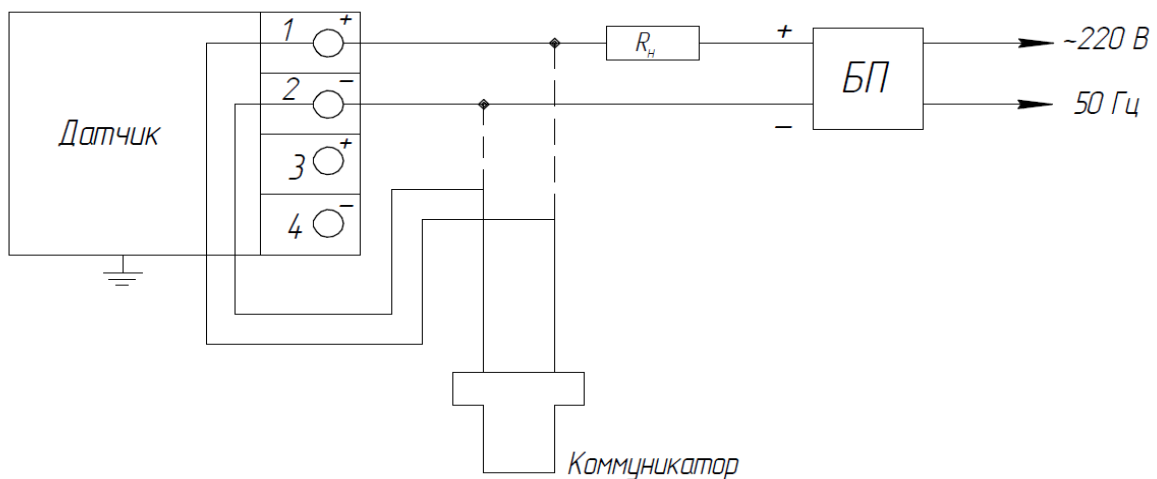 1 +
Rн
+
БП
~220 В
2 −
−
50 Гц
Датчик
3 +
4 −
Коммуникатор